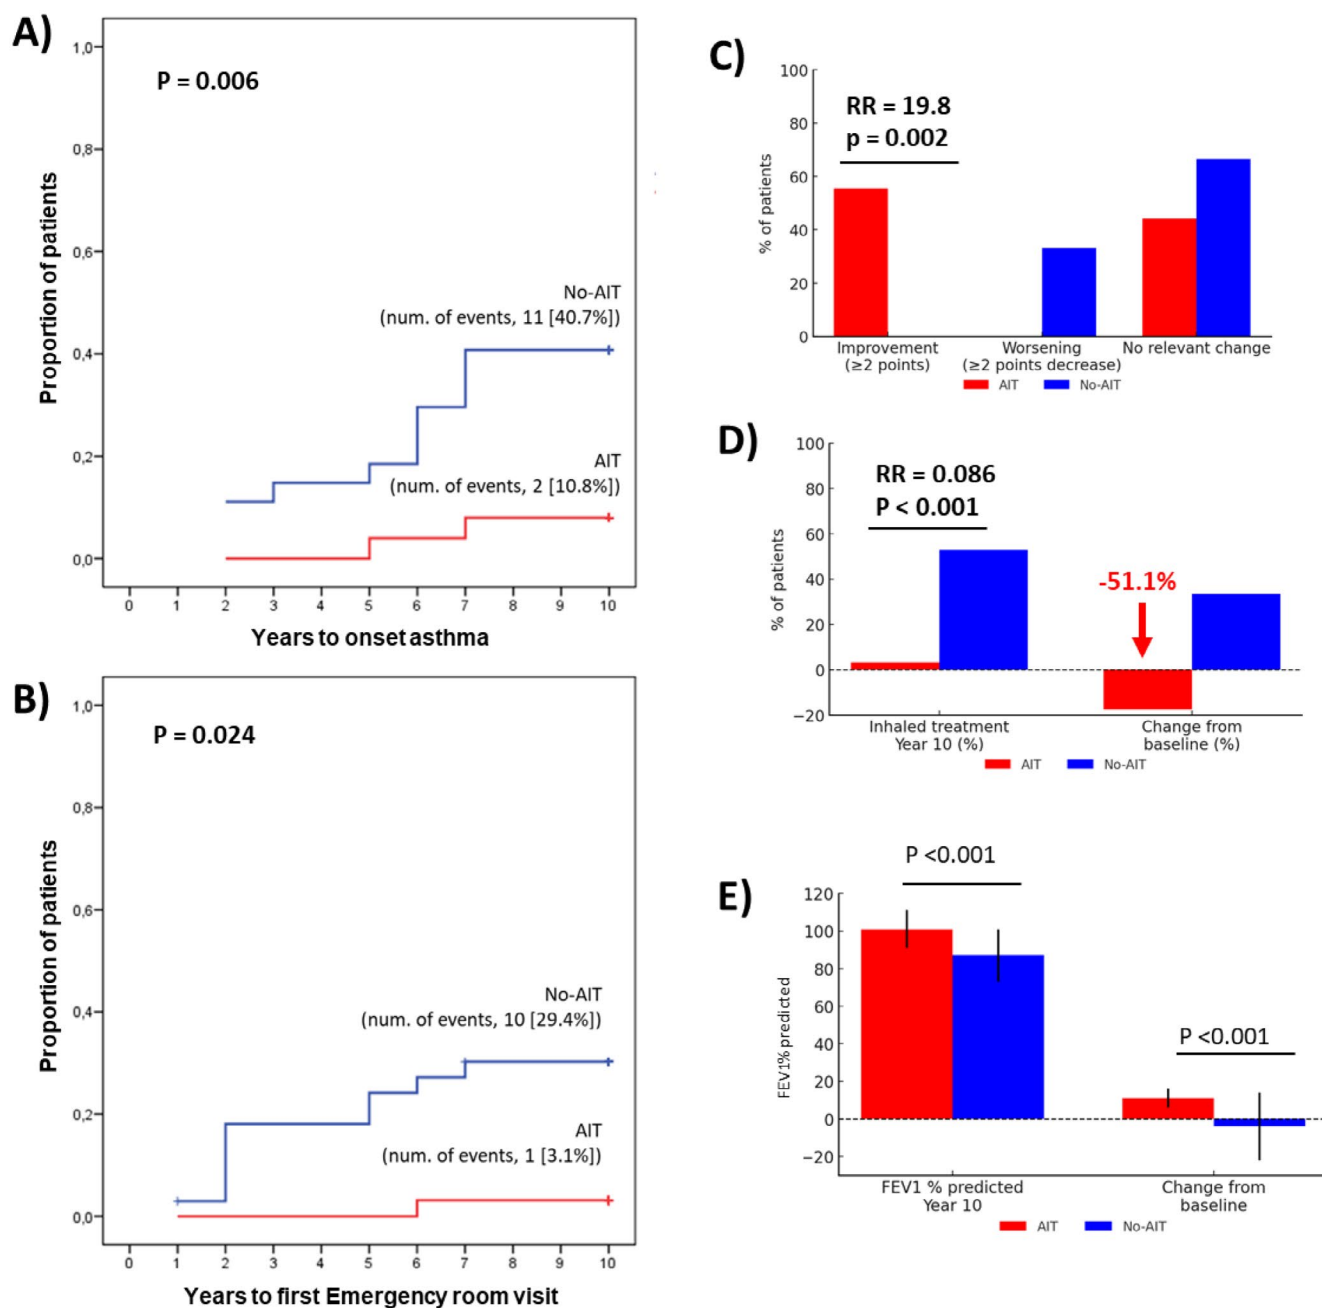 A)
P = 0.006
Proportion of patients
1,0
0,8
0,6
0,4
0,2
0,0
No-AIT
(num. of events, 11 [40.7%])
AIT
(num. of events, 2 [10.8%])
0 1 2 3 4 5 6 7 8 9 10
Years to onset asthma
B)
P = 0.024
Proportion of patients
1,0
0,8
0,6
0,4
0,2
0,0
No-AIT
(num. of events, 10 [29.4%])
AIT
(num. of events, 1 [3.1%])
0 1 2 3 4 5 6 7 8 9 10
Years to first Emergency room visit
C)
RR = 19.8
p = 0.002
% of patients
100
80
60
40
20
0
Improvement
(≥2 points)
Worsening
(≥2 points decrease)
No relevant change
AIT No-AIT
D)
RR = 0.086
P < 0.001
-51.1%
% of patients
100
80
60
40
20
0
−20
Inhaled treatment
Year 10 (%)
Change from
baseline (%)
AIT No-AIT
E)
P <0.001
P <0.001
FEV1% predicted
120
100
80
60
40
20
0
−20
FEV1 % predicted
Year 10
Change from
baseline
AIT No-AIT